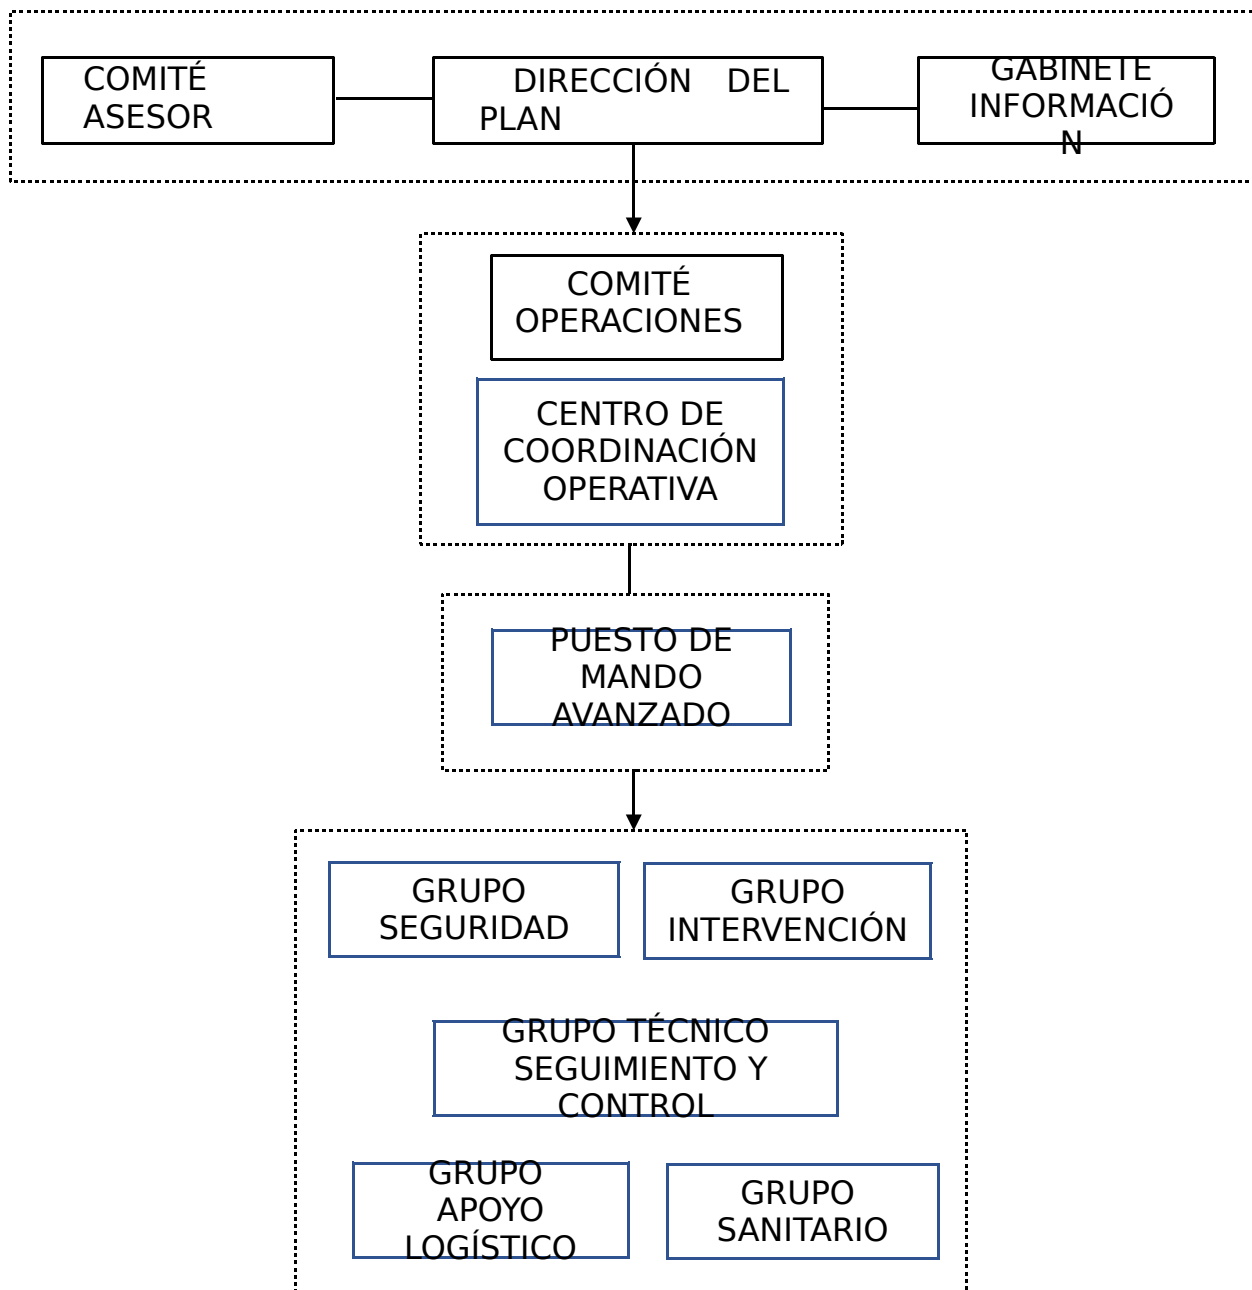 COMITÉ
ASESOR
DIRECCIÓN DEL
PLAN
GABINETE
INFORMACIÓ
N
COMITÉ
OPERACIONES
CENTRO DE
COORDINACIÓN
OPERATIVA
PUESTO DE
MANDO
AVANZADO
GRUPO
SEGURIDAD
GRUPO
INTERVENCIÓN
GRUPO TÉCNICO
SEGUIMIENTO Y
CONTROL
GRUPO
APOYO
LOGÍSTICO
GRUPO
SANITARIO